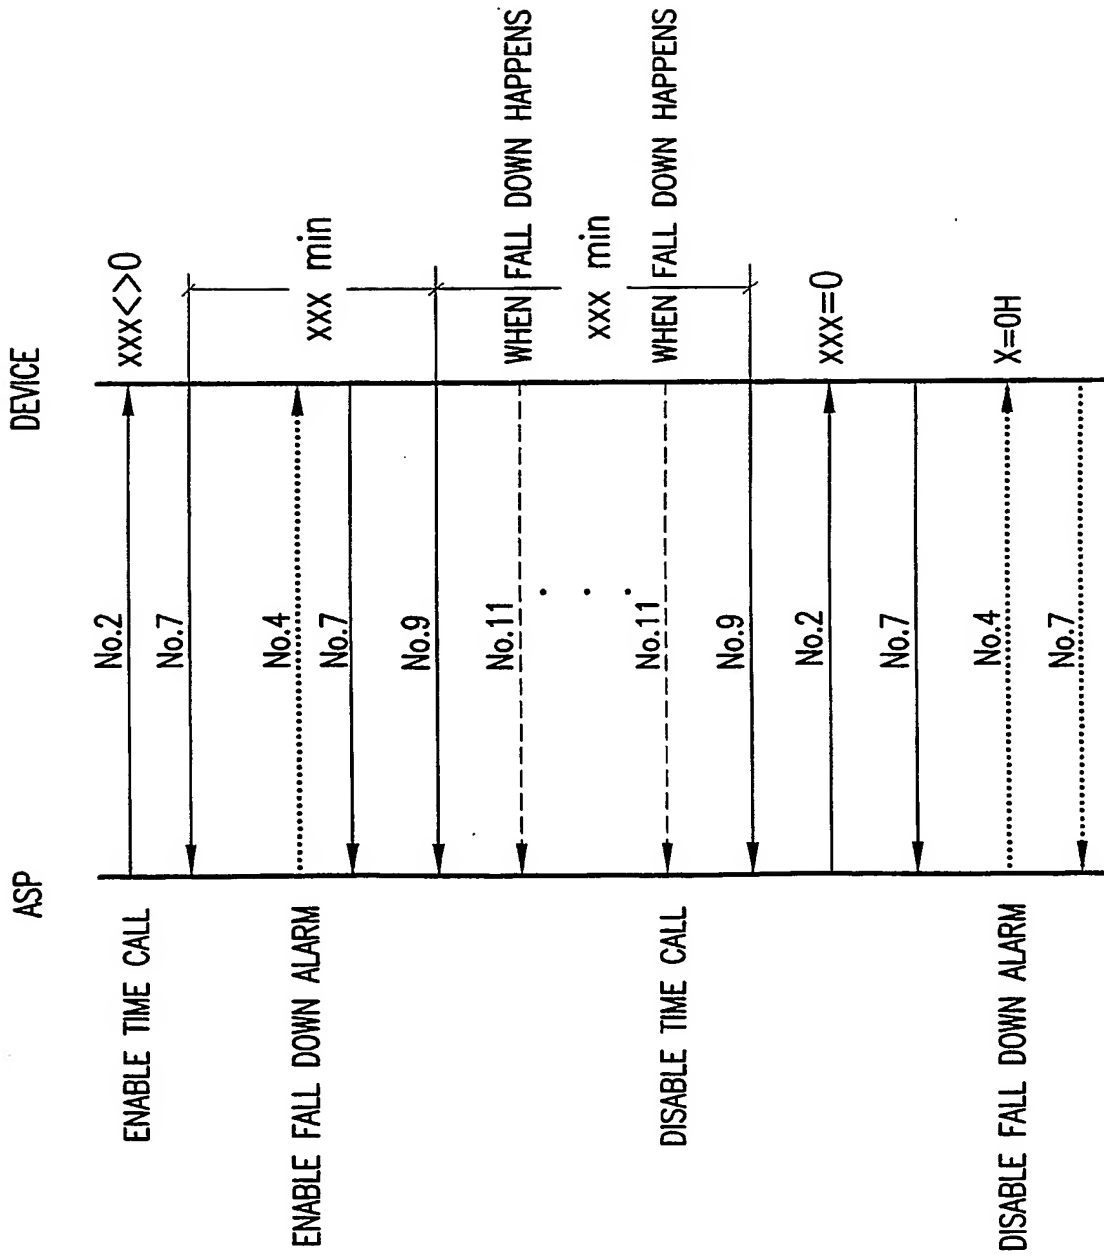 ASP
DEVICE
ENABLE TIME CALL
No.2
xxx<>0
No.7
ENABLE FALL DOWN ALARM
No.4
xxx min
No.7
No.9
No.11
WHEN FALL DOWN HAPPENS
xxx min
DISABLE TIME CALL
No.11
WHEN FALL DOWN HAPPENS
No.9
No.2
xxx=0
No.7
DISABLE FALL DOWN ALARM
No.4
X=0H
No.7